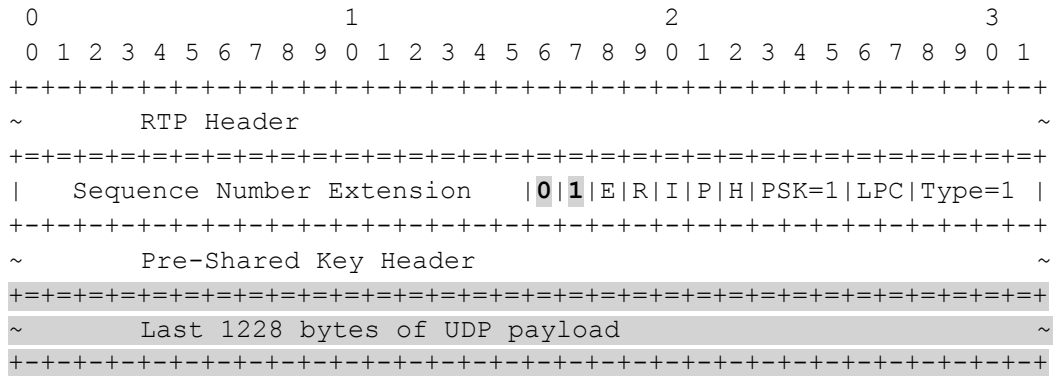 0                   1                   2                   3
 0 1 2 3 4 5 6 7 8 9 0 1 2 3 4 5 6 7 8 9 0 1 2 3 4 5 6 7 8 9 0 1
+-+-+-+-+-+-+-+-+-+-+-+-+-+-+-+-+-+-+-+-+-+-+-+-+-+-+-+-+-+-+-+-+
~       RTP Header                                              ~
+=+=+=+=+=+=+=+=+=+=+=+=+=+=+=+=+=+=+=+=+=+=+=+=+=+=+=+=+=+=+=+=+
|   Sequence Number Extension   |0|1|E|R|I|P|H|PSK=1|LPC|Type=1 |
+-+-+-+-+-+-+-+-+-+-+-+-+-+-+-+-+-+-+-+-+-+-+-+-+-+-+-+-+-+-+-+-+
~       Pre-Shared Key Header                                   ~
+=+=+=+=+=+=+=+=+=+=+=+=+=+=+=+=+=+=+=+=+=+=+=+=+=+=+=+=+=+=+=+=+
~       Last 1228 bytes of UDP payload                          ~
+-+-+-+-+-+-+-+-+-+-+-+-+-+-+-+-+-+-+-+-+-+-+-+-+-+-+-+-+-+-+-+-+